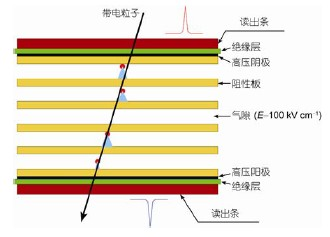 带电粒子
读出条
绝缘层
高压阴极
阻性板
气隙 (E~100 kV cm⁻¹)
高压阳极
绝缘层
读出条